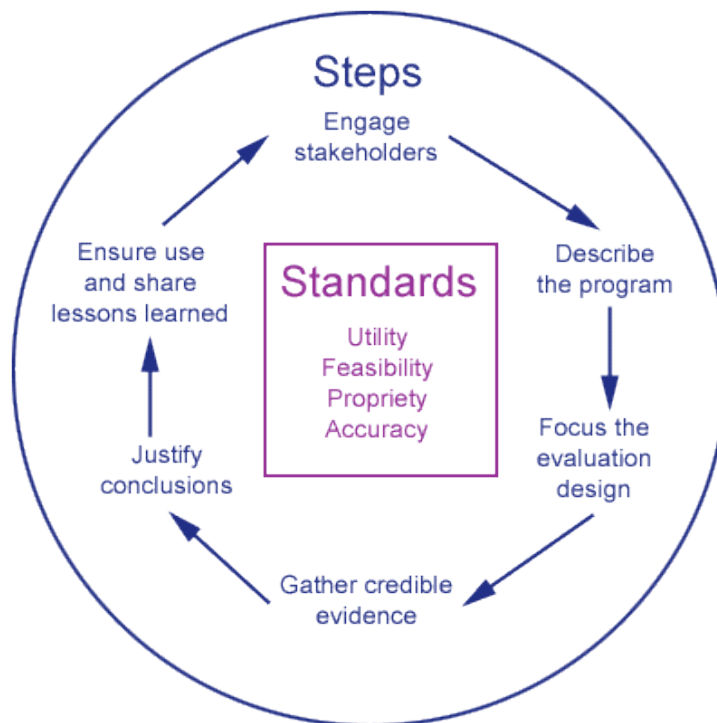 Steps
Engage
stakeholders
Describe
the program
Focus the
evaluation
design
Gather credible
evidence
Justify
conclusions
Ensure use
and share
lessons learned
Standards
Utility
Feasibility
Propriety
Accuracy